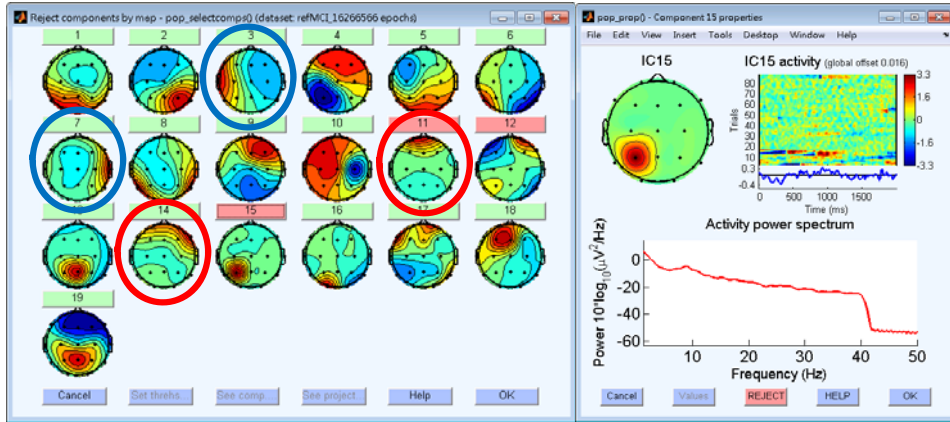 Reject components by map - pop_selectcomps() (dataset: refMCI_16266566 epochs)
1 2 3 4 5 6
7 8 9 10 11 12
14 15 16 17 18
19
Cancel Set threhs... See comp... See project... Help OK
pop_prop() - Component 15 properties
File Edit View Insert Tools Desktop Window Help
IC15
IC15 activity (global offset 0.016)
Trials
80
70
60
50
40
30
20
10
3.3
1.6
0
-1.6
-3.3
0.3
-0.4
0 500 1000 1500
Time (ms)
Activity power spectrum
Power 10*log10(μV2/Hz)
0
-20
-40
-60
10 20 30 40 50
Frequency (Hz)
Cancel Values REJECT HELP OK